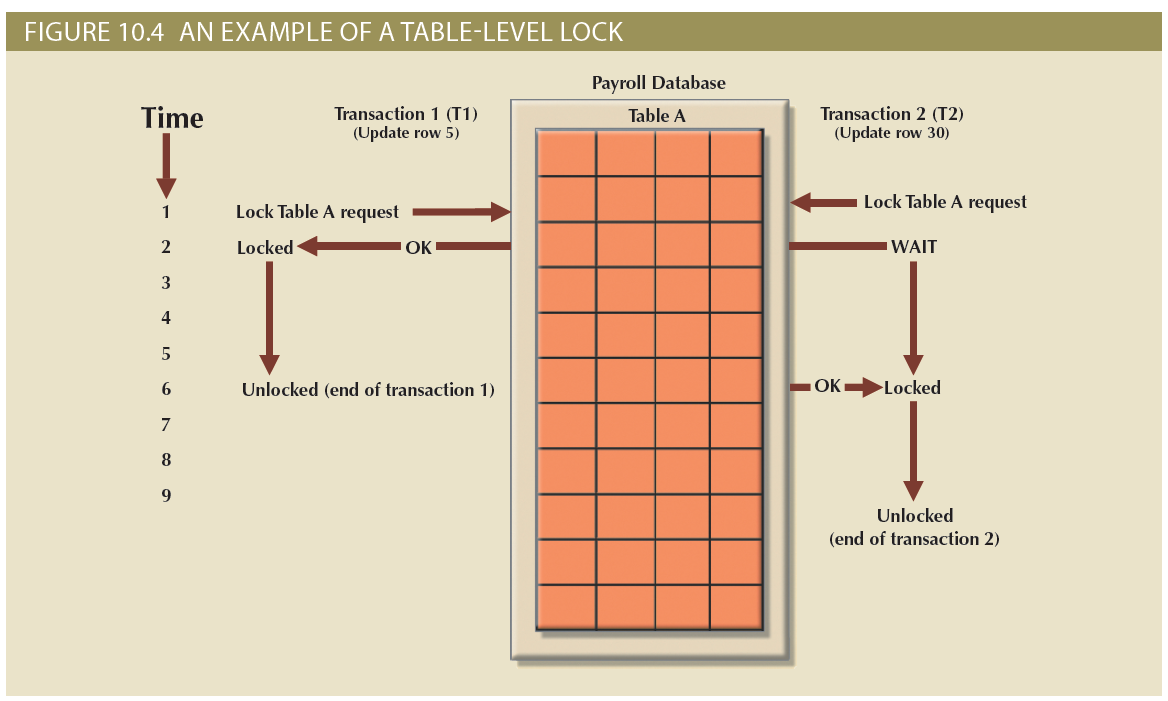 FIGURE 10.4 AN EXAMPLE OF A TABLE-LEVEL LOCK
Payroll Database
Time
Transaction 1 (T1)
(Update row 5)
Table A
Transaction 2 (T2)
(Update row 30)
1
Lock Table A request
Lock Table A request
2
Locked
OK
WAIT
3
4
5
6
Unlocked (end of transaction 1)
OK
Locked
7
8
9
Unlocked
(end of transaction 2)